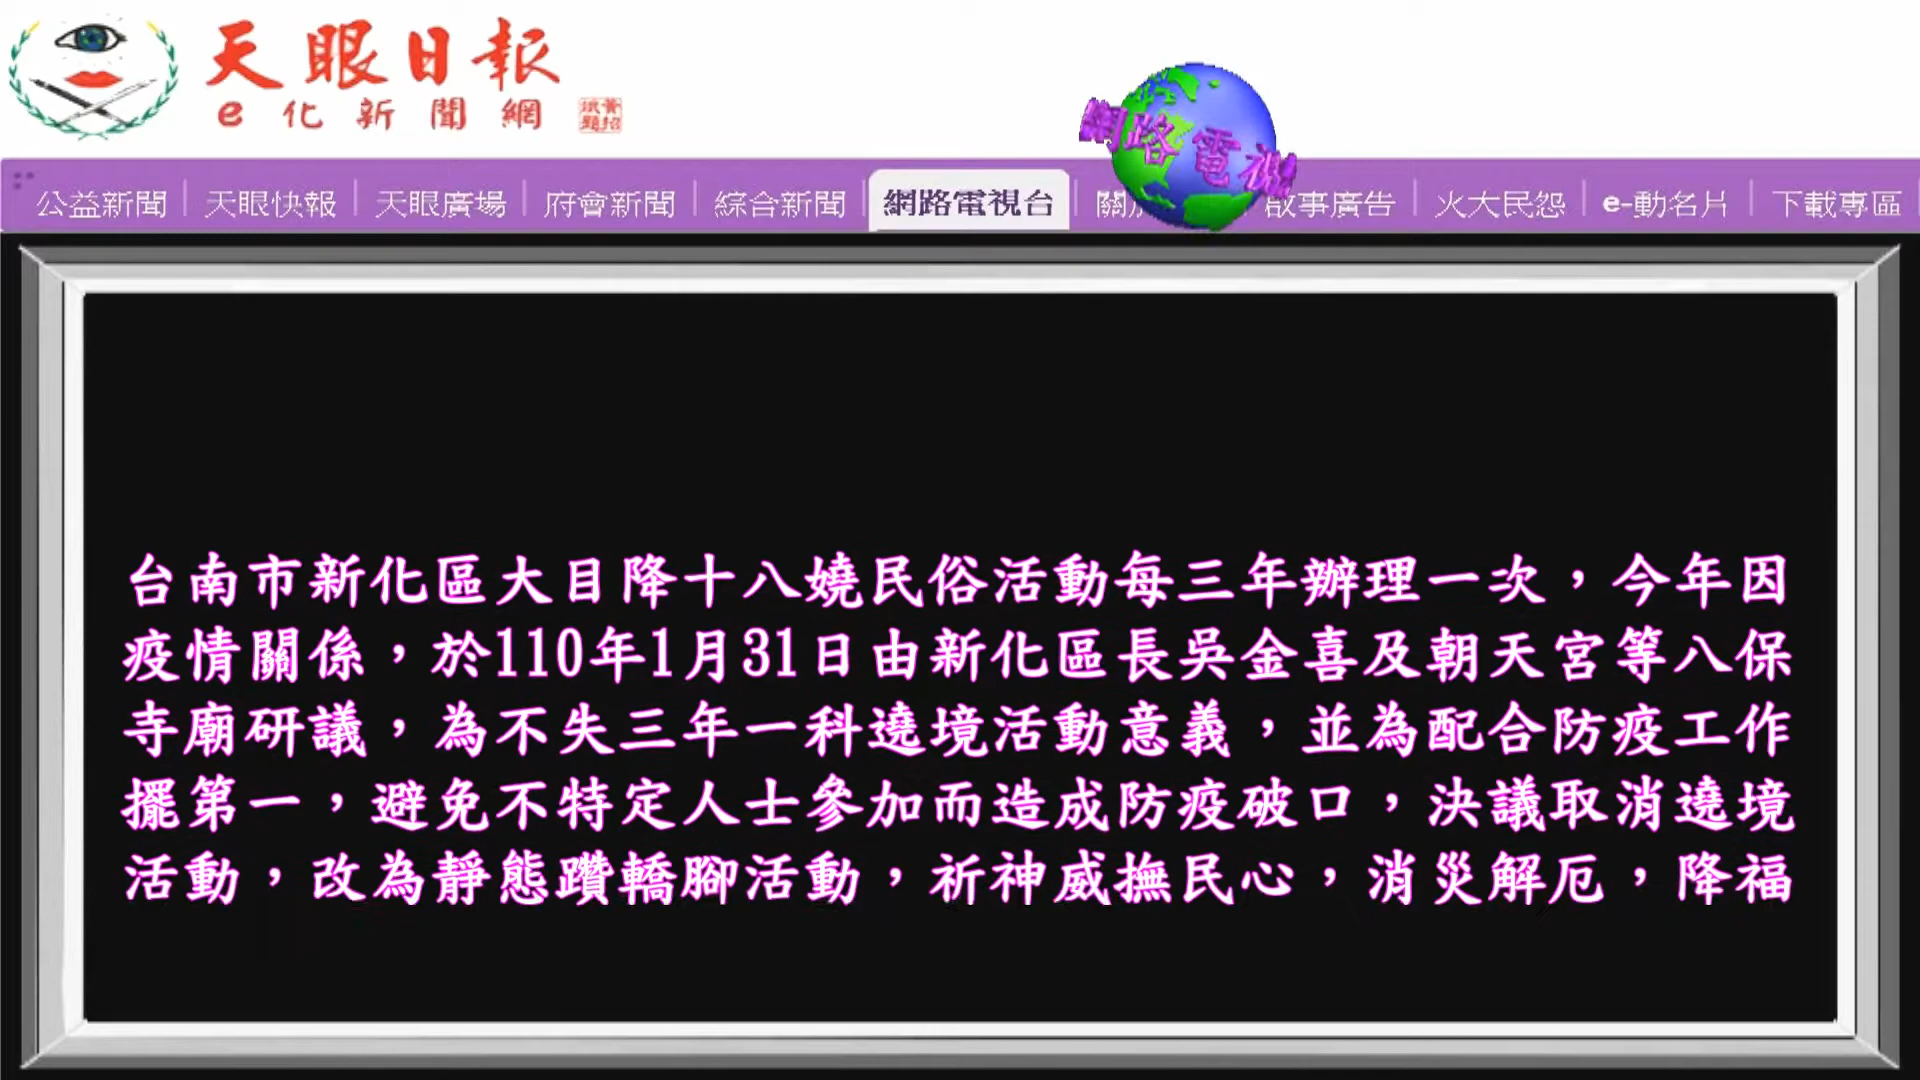 天眼日報
e化新聞網
網路電視
公益新聞
天眼快報
天眼廣場
府會新聞
綜合新聞
網路電視台
關
啟事廣告
火大民怨
e-動名片
下載專區
台南市新化區大目降十八嬈民俗活動每三年辦理一次，今年因
疫情關係，於110年1月31日由新化區長吳金喜及朝天宮等八保
寺廟研議，為不失三年一科遶境活動意義，並為配合防疫工作
擺第一，避免不特定人士參加而造成防疫破口，決議取消遶境
活動，改為靜態躦轎腳活動，祈神威撫民心，消災解厄，降福